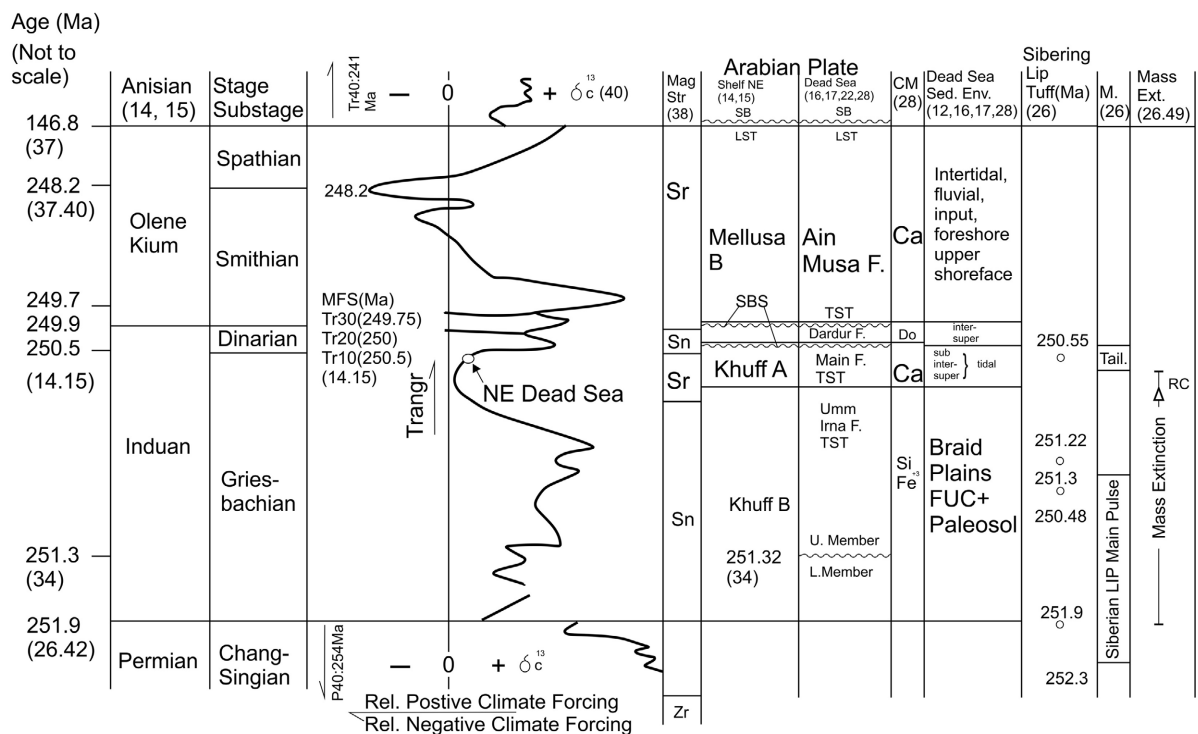 Age (Ma)
(Not to
scale)
Anisian
(14, 15)
Stage
Substage
Tr40:241
Ma
— 0 + δ 13 c (40)
Mag
Str
(38)
Arabian Plate
Shelf NE
(14,15)
SB
Dead Sea
(16,17,22,28)
SB
CM
(28)
Dead Sea
Sed. Env.
(12,16,17,28)
Sibering
Lip
Tuff(Ma)
(26)
M.
(26)
Mass
Ext.
(26.49)
146.8
(37)
248.2
(37.40)
249.7
249.9
250.5
(14.15)
251.3
(34)
251.9
(26.42)
Olene
Kium
Induan
Permian
Spathian
Smithian
Dinarian
Gries-
bachian
Chang-
Singian
248.2
MFS(Ma)
Tr30(249.75)
Tr20(250)
Tr10(250.5)
(14.15)
Trangr
NE Dead Sea
P40:254Ma
— 0 + δ 13 c
Rel. Postive Climate Forcing
Rel. Negative Climate Forcing
Sr
Sn
Sr
Sn
Zr
LST
Mellusa
B
SBS
Khuff A
Khuff B
251.32
(34)
LST
Ain
Musa F.
TST
Dardur F.
Main F.
TST
Umm
Irna F.
TST
U. Member
L.Member
Ca
Do
Ca
Si
Fe+3
Intertidal,
fluvial,
input,
foreshore
upper
shoreface
inter-
super
sub
inter-
super } tidal
Braid
Plains
FUC+
Paleosol
250.55
251.22
251.3
250.48
251.9
252.3
Tail.
Siberian LIP Main Pulse
RC
Mass Extinction